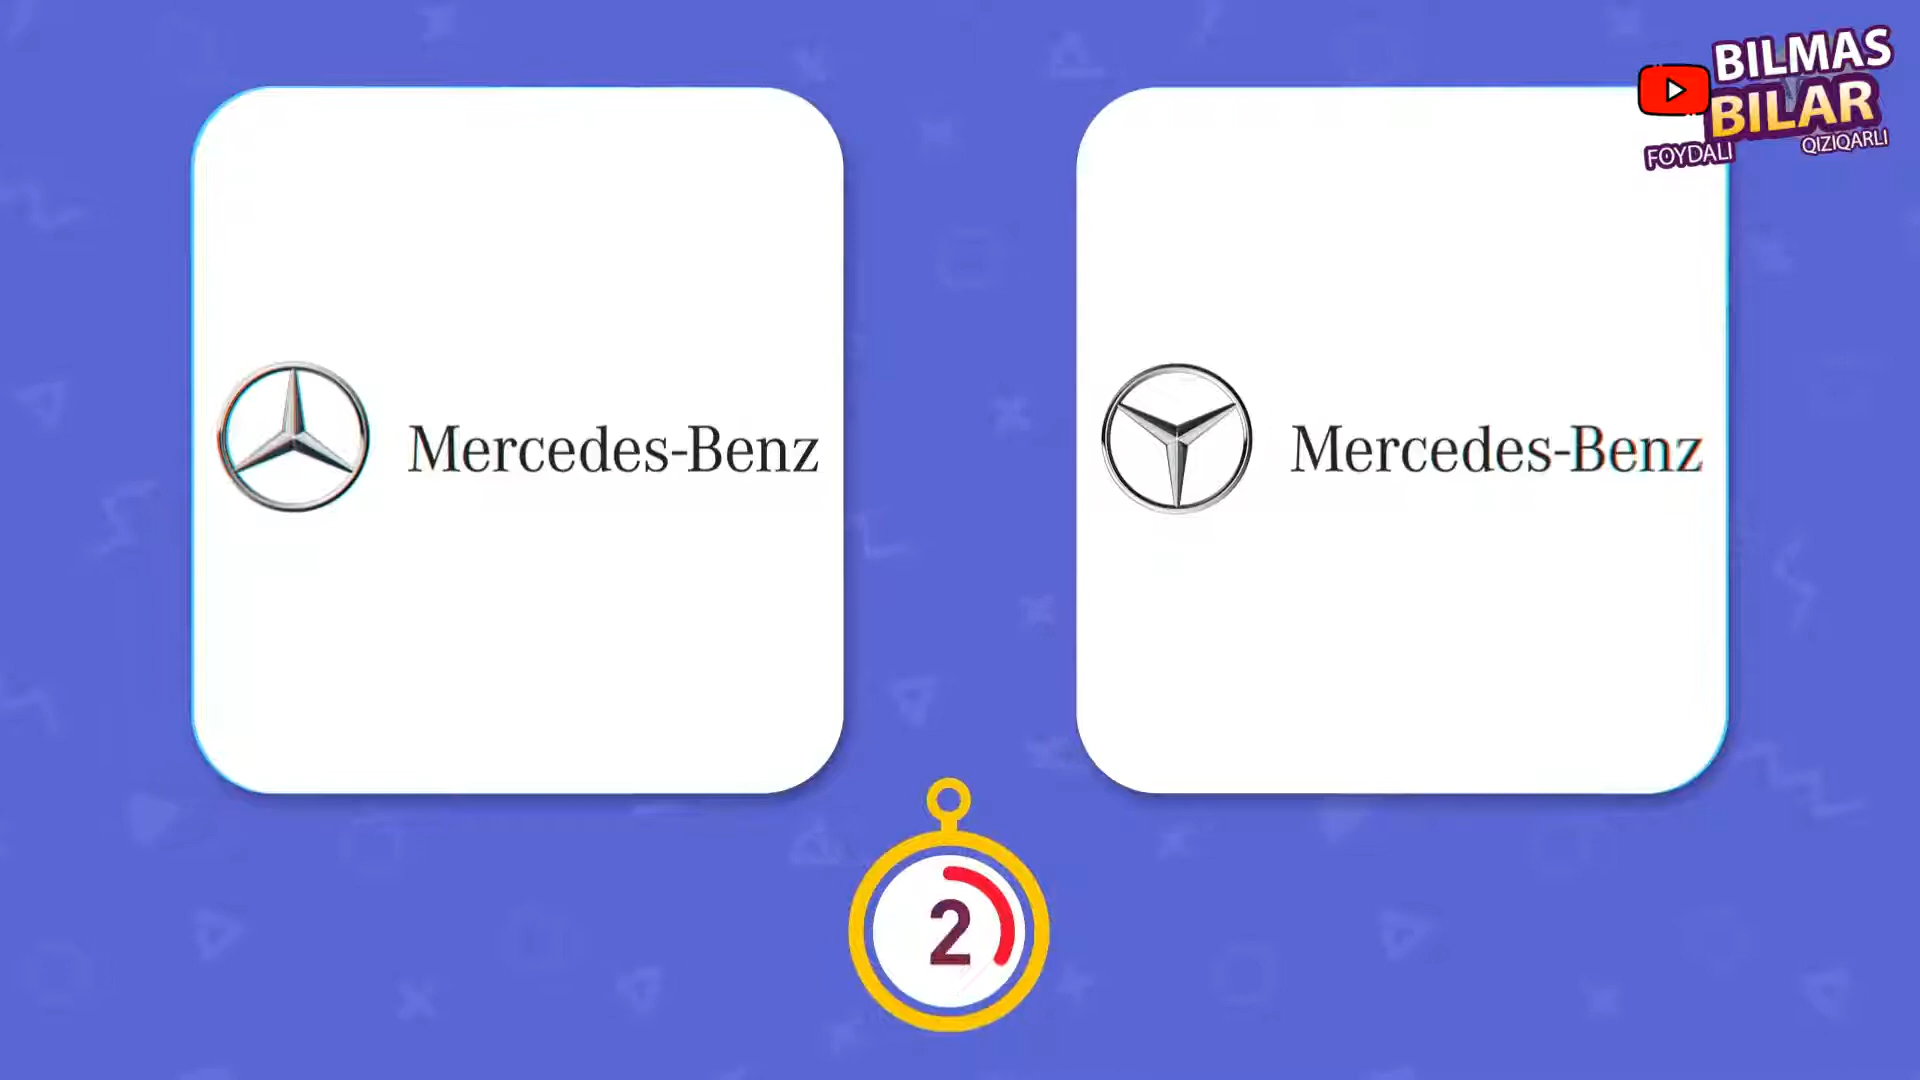 BILMAS
BILAR
FOYDALI
QIZIQARLI
Mercedes-Benz
Mercedes-Benz
2